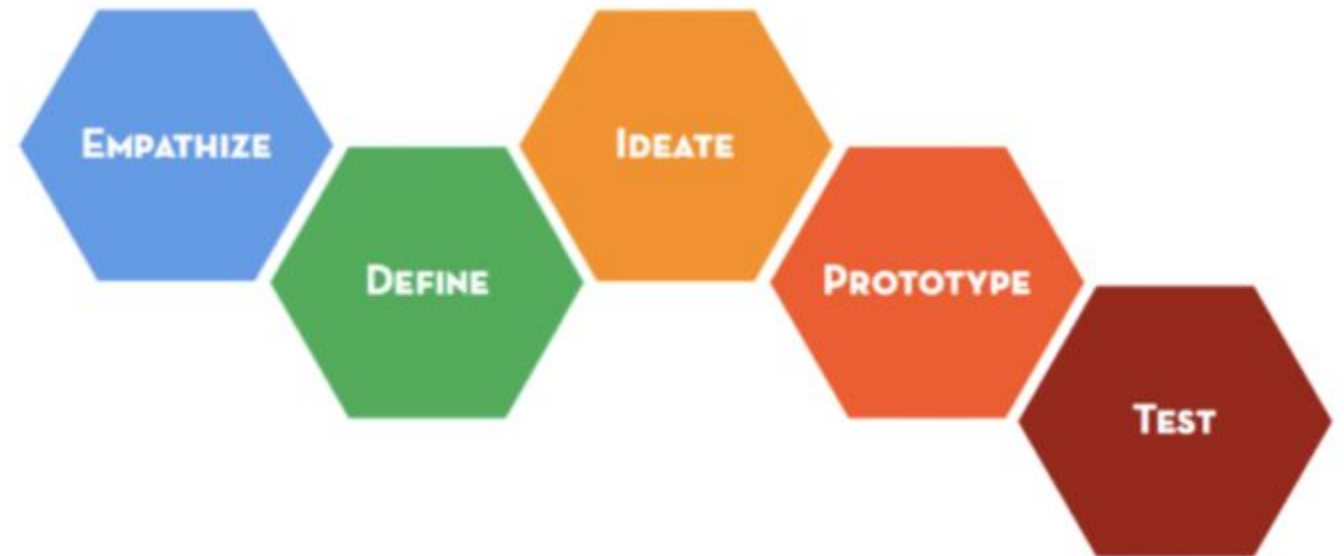 EMPATHIZE
DEFINE
IDEATE
PROTOTYPE
TEST